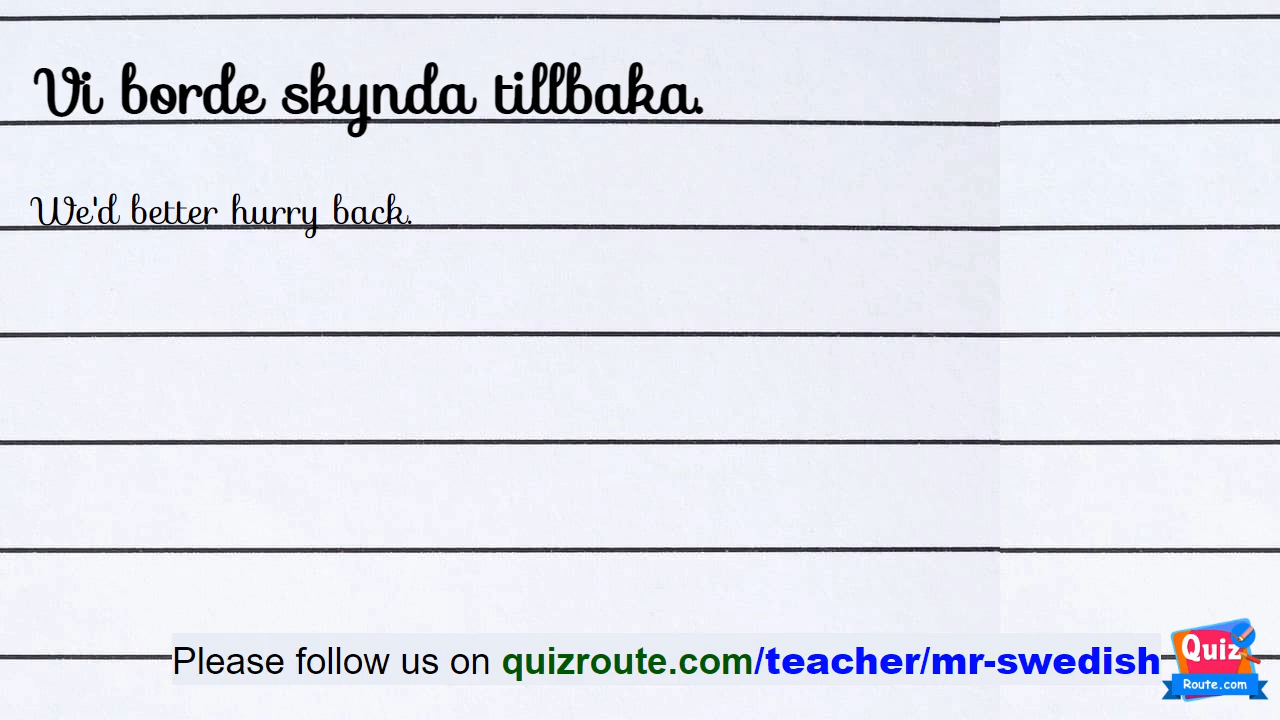 Vi borde skynda tillbaka.
We'd better hurry back.
Please follow us on quizroute.com/teacher/mr-swedish
Quiz
Route.com